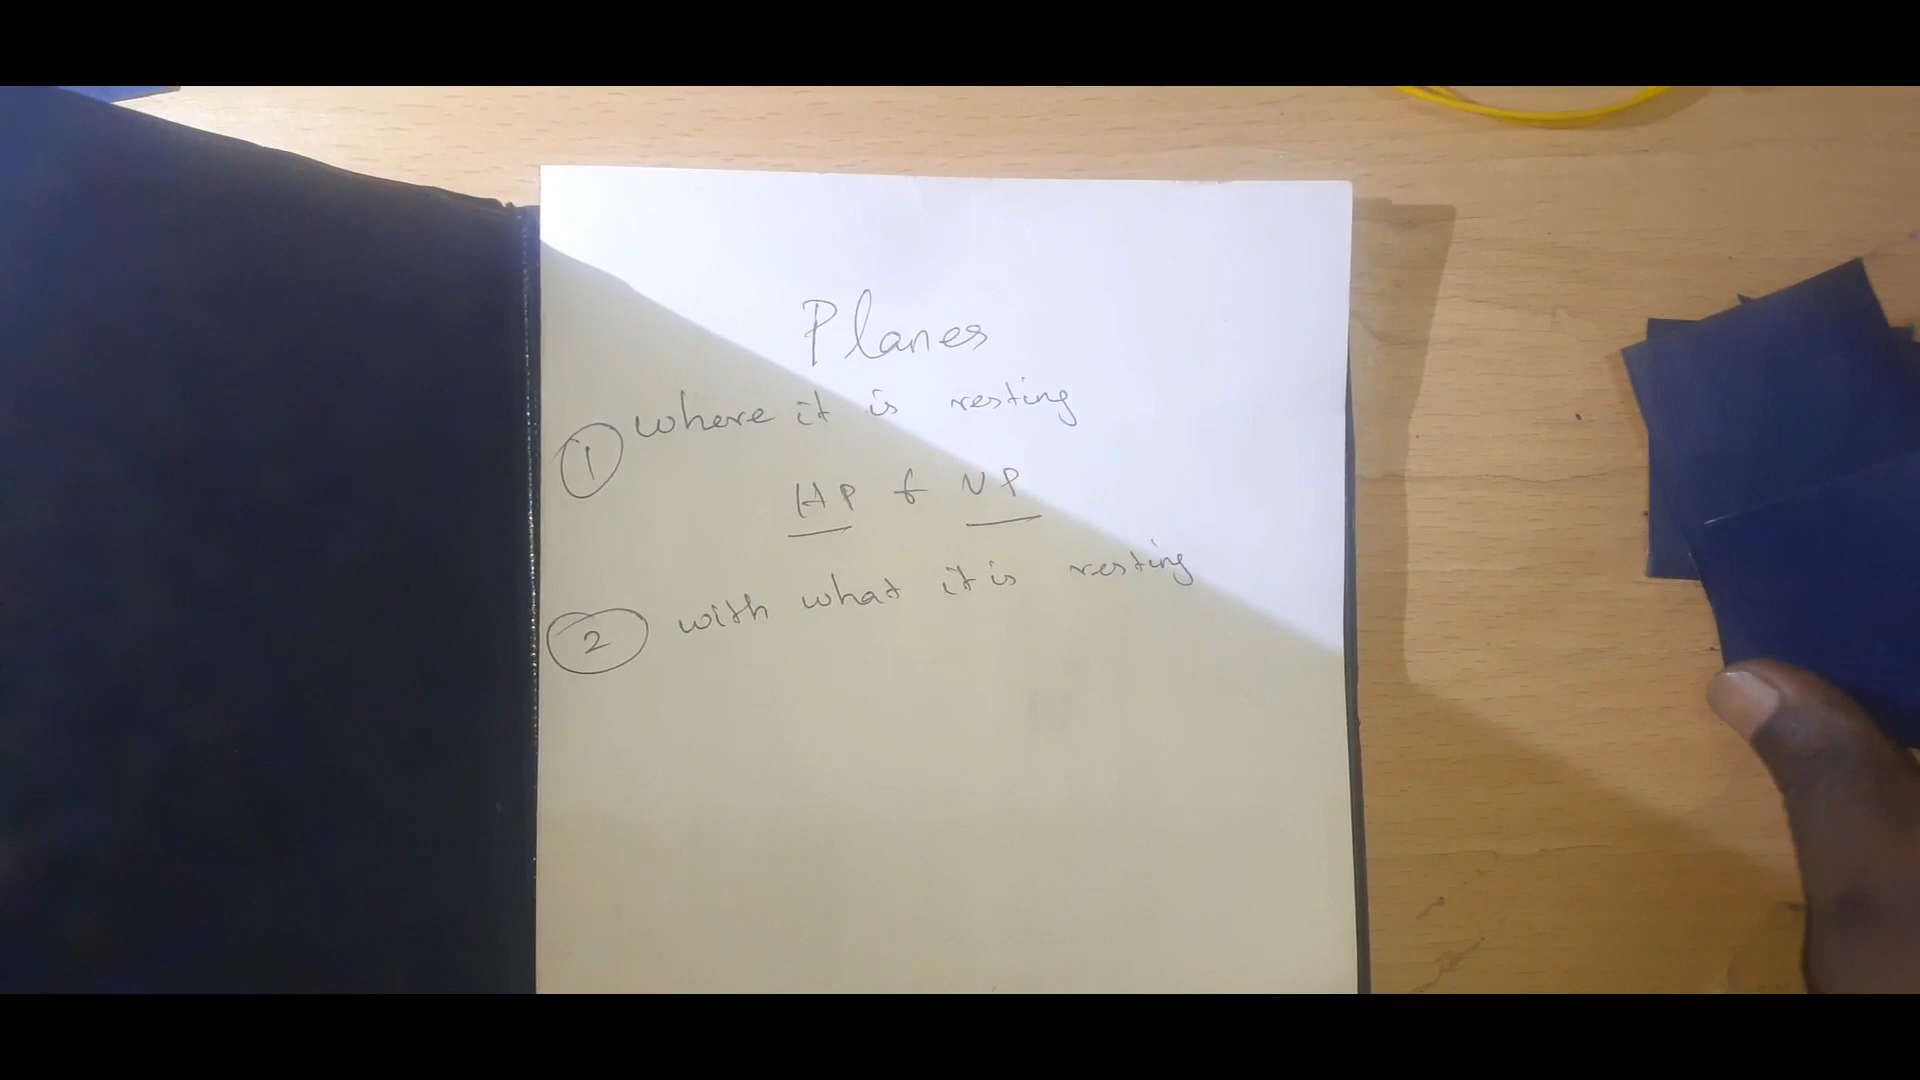 Planes
① where it is resting
HP & VP
② with what it is resting